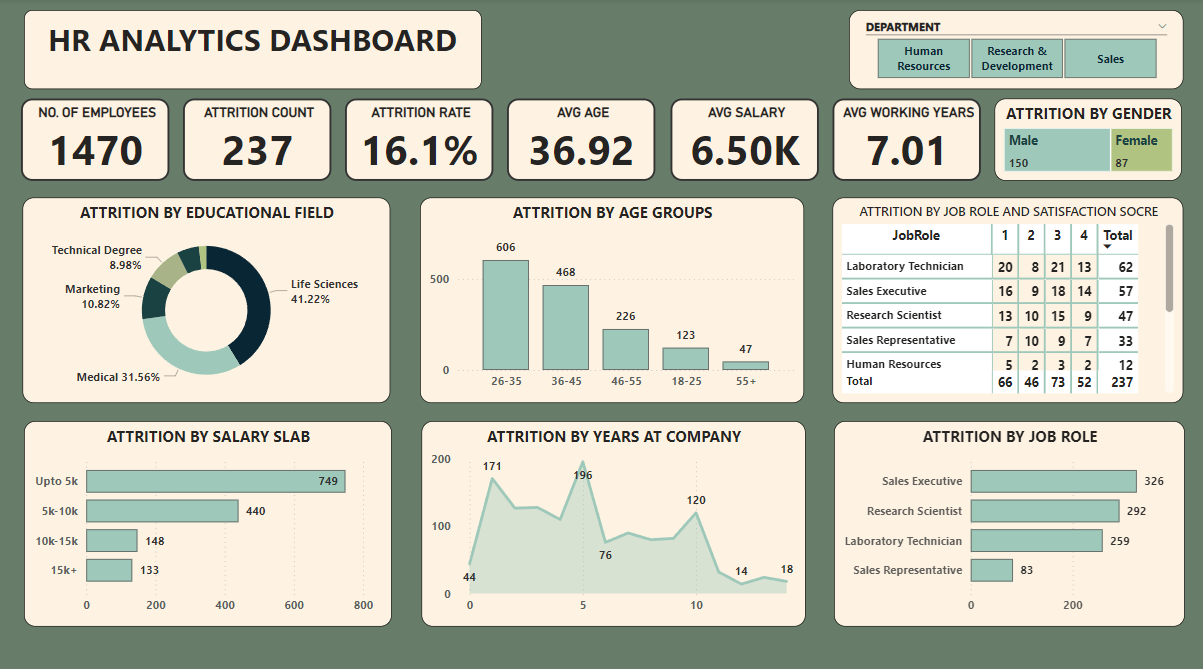 HR ANALYTICS DASHBOARD
DEPARTMENT
Human
Resources
Research &
Development
Sales
NO. OF EMPLOYEES
1470
ATTRITION COUNT
237
ATTRITION RATE
16.1%
AVG AGE
36.92
AVG SALARY
6.50K
AVG WORKING YEARS
7.01
ATTRITION BY GENDER
Male
150
Female
87
ATTRITION BY EDUCATIONAL FIELD
Technical Degree
8.98%
Marketing
10.82%
Medical 31.56%
Life Sciences
41.22%
ATTRITION BY AGE GROUPS
500
0
606
468
226
123
47
26-35
36-45
46-55
18-25
55+
ATTRITION BY JOB ROLE AND SATISFACTION SOCRE
JobRole 1 2 3 4 Total
Laboratory Technician 20 8 21 13 62
Sales Executive 16 9 18 14 57
Research Scientist 13 10 15 9 47
Sales Representative 7 10 9 7 33
Human Resources 5 2 3 2 12
Total 66 46 73 52 237
ATTRITION BY SALARY SLAB
Upto 5k 749
5k-10k 440
10k-15k 148
15k+ 133
0 200 400 600 800
ATTRITION BY YEARS AT COMPANY
200
100
0
44
171
196
76
120
14
18
0 5 10
ATTRITION BY JOB ROLE
Sales Executive 326
Research Scientist 292
Laboratory Technician 259
Sales Representative 83
0 200